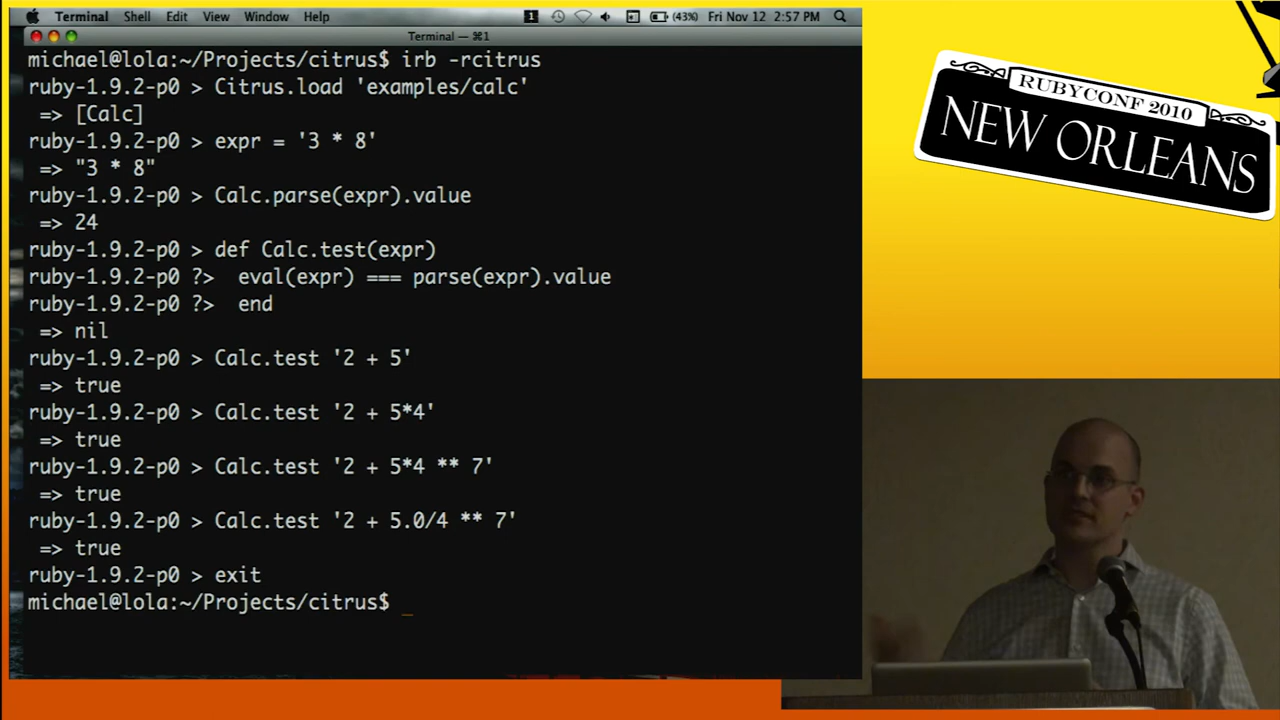 Terminal Shell Edit View Window Help 1 (43%) Fri Nov 12 2:57 PM
Terminal — ⌘1
michael@lola:~/Projects/citrus$ irb -rcitrus
ruby-1.9.2-p0 > Citrus.load 'examples/calc'
=> [Calc]
ruby-1.9.2-p0 > expr = '3 * 8'
=> "3 * 8"
ruby-1.9.2-p0 > Calc.parse(expr).value
=> 24
ruby-1.9.2-p0 > def Calc.test(expr)
ruby-1.9.2-p0 ?>  eval(expr) === parse(expr).value
ruby-1.9.2-p0 ?>  end
=> nil
ruby-1.9.2-p0 > Calc.test '2 + 5'
=> true
ruby-1.9.2-p0 > Calc.test '2 + 5*4'
=> true
ruby-1.9.2-p0 > Calc.test '2 + 5*4 ** 7'
=> true
ruby-1.9.2-p0 > Calc.test '2 + 5.0/4 ** 7'
=> true
ruby-1.9.2-p0 > exit
michael@lola:~/Projects/citrus$ _
RUBYCONF 2010
NEW ORLEANS